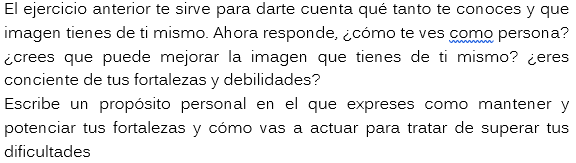 El ejercicio anterior te sirve para darte cuenta qué tanto te conoces y que
imagen tienes de ti mismo. Ahora responde, ¿cómo te ves como persona?
¿crees que puede mejorar la imagen que tienes de ti mismo? ¿eres
conciente de tus fortalezas y debilidades?
Escribe un propósito personal en el que expreses como mantener y
potenciar tus fortalezas y cómo vas a actuar para tratar de superar tus
dificultades